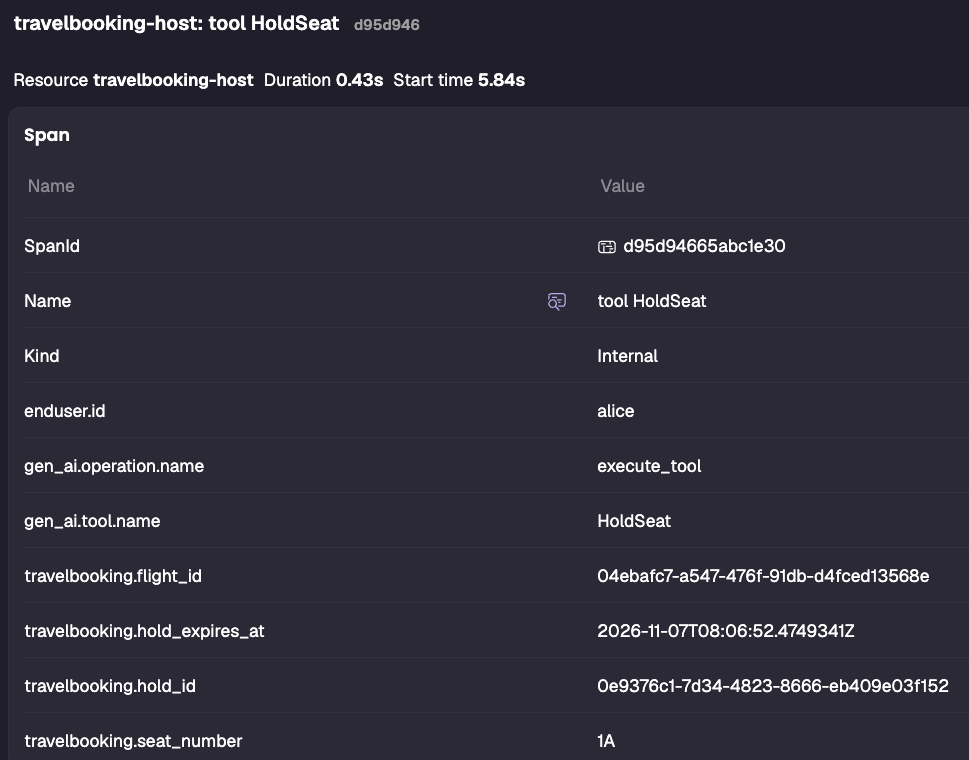 travelbooking-host: tool HoldSeat d95d946
Resource travelbooking-host Duration 0.43s Start time 5.84s
Span
Name Value
SpanId d95d94665abc1e30
Name tool HoldSeat
Kind Internal
enduser.id alice
gen_ai.operation.name execute_tool
gen_ai.tool.name HoldSeat
travelbooking.flight_id 04ebafc7-a547-476f-91db-d4fced13568e
travelbooking.hold_expires_at 2026-11-07T08:06:52.4749341Z
travelbooking.hold_id 0e9376c1-7d34-4823-8666-eb409e03f152
travelbooking.seat_number 1A